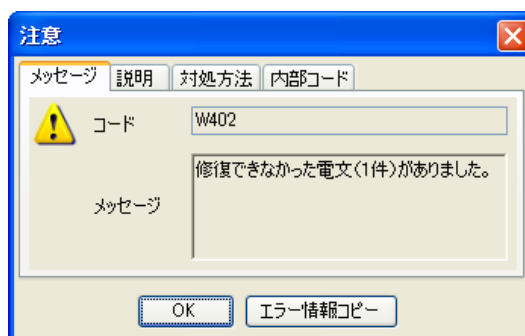 注意
メッセージ 説明 対処方法 内部コード
コード W402
修復できなかった電文(1件)がありました。
メッセージ
OK エラー情報コピー